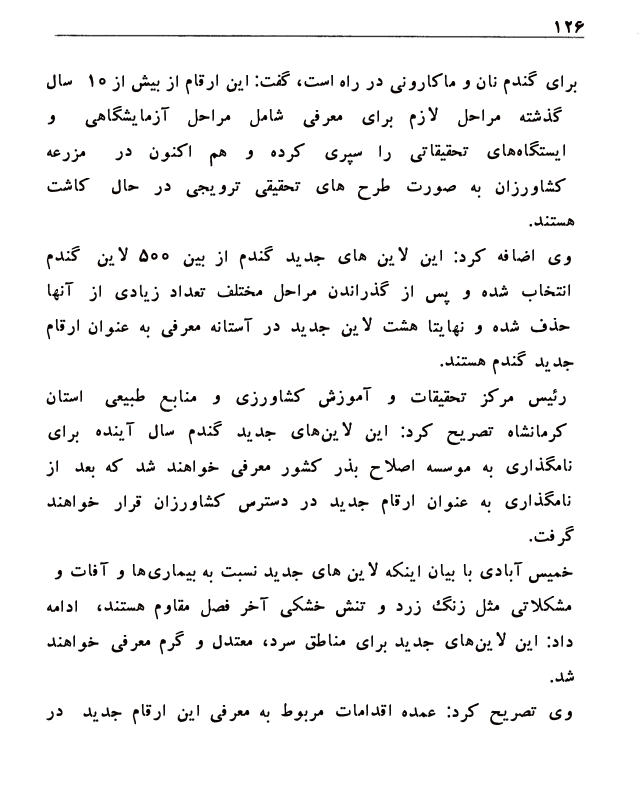 ۱۲۶
برای گندم نان و ماکارونی در راه است، گفت: این ارقام از بیش از ۱۰ سال
گذشته مراحل لازم برای معرفی شامل مراحل آزمایشگاهی و
ایستگاه‌های تحقیقاتی را سپری کرده و هم اکنون در مزرعه
کشاورزان به صورت طرح های تحقیقی ترویجی در حال کاشت
هستند.
وی اضافه کرد: این لاین های جدید گندم از بین ۵۰۰ لاین گندم
انتخاب شده و پس از گذراندن مراحل مختلف تعداد زیادی از آنها
حذف شده و نهایتا هشت لاین جدید در آستانه معرفی به عنوان ارقام
جدید گندم هستند.
رئیس مرکز تحقیقات و آموزش کشاورزی و منابع طبیعی استان
کرمانشاه تصریح کرد: این لاین‌های جدید گندم سال آینده برای
نامگذاری به موسسه اصلاح بذر کشور معرفی خواهند شد که بعد از
نامگذاری به عنوان ارقام جدید در دسترس کشاورزان قرار خواهند
گرفت.
خمیس آبادی با بیان اینکه لاین های جدید نسبت به بیماری‌ها و آفات و
مشکلاتی مثل زنگ زرد و تنش خشکی آخر فصل مقاوم هستند، ادامه
داد: این لاین‌های جدید برای مناطق سرد، معتدل و گرم معرفی خواهند
شد.
وی تصریح کرد: عمده اقدامات مربوط به معرفی این ارقام جدید در